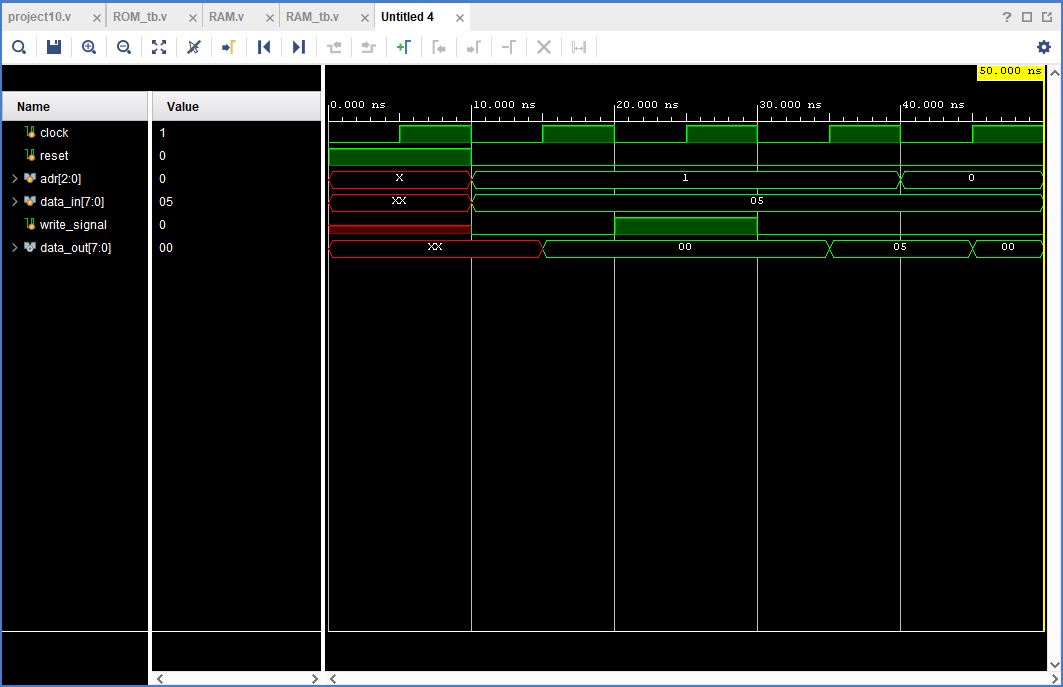 project10.v ROM_tb.v RAM.v RAM_tb.v Untitled 4
50.000 ns
Name Value
0.000 ns 10.000 ns 20.000 ns 30.000 ns 40.000 ns
clock 1
reset 0
adr[2:0] 0 X 1 0
data_in[7:0] 05 XX 05
write_signal 0
data_out[7:0] 00 XX 00 05 00